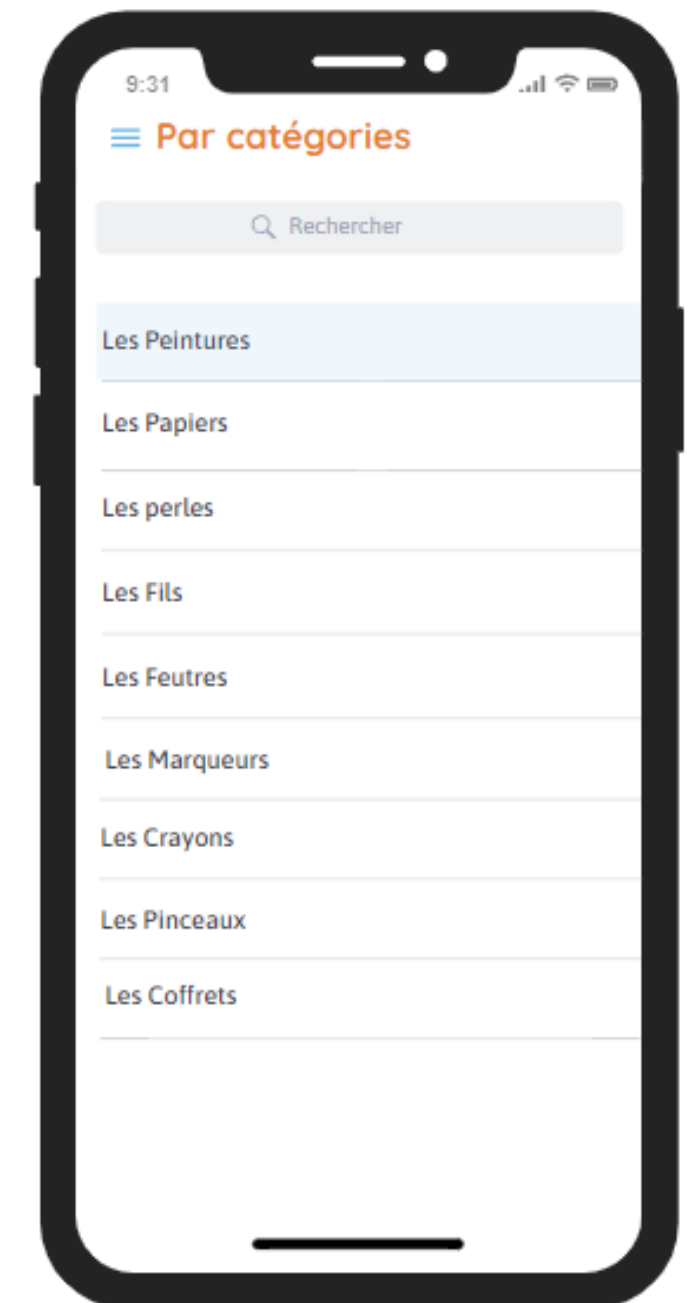 9:31
Par catégories
Rechercher
Les Peintures
Les Papiers
Les perles
Les Fils
Les Feutres
Les Marqueurs
Les Crayons
Les Pinceaux
Les Coffrets